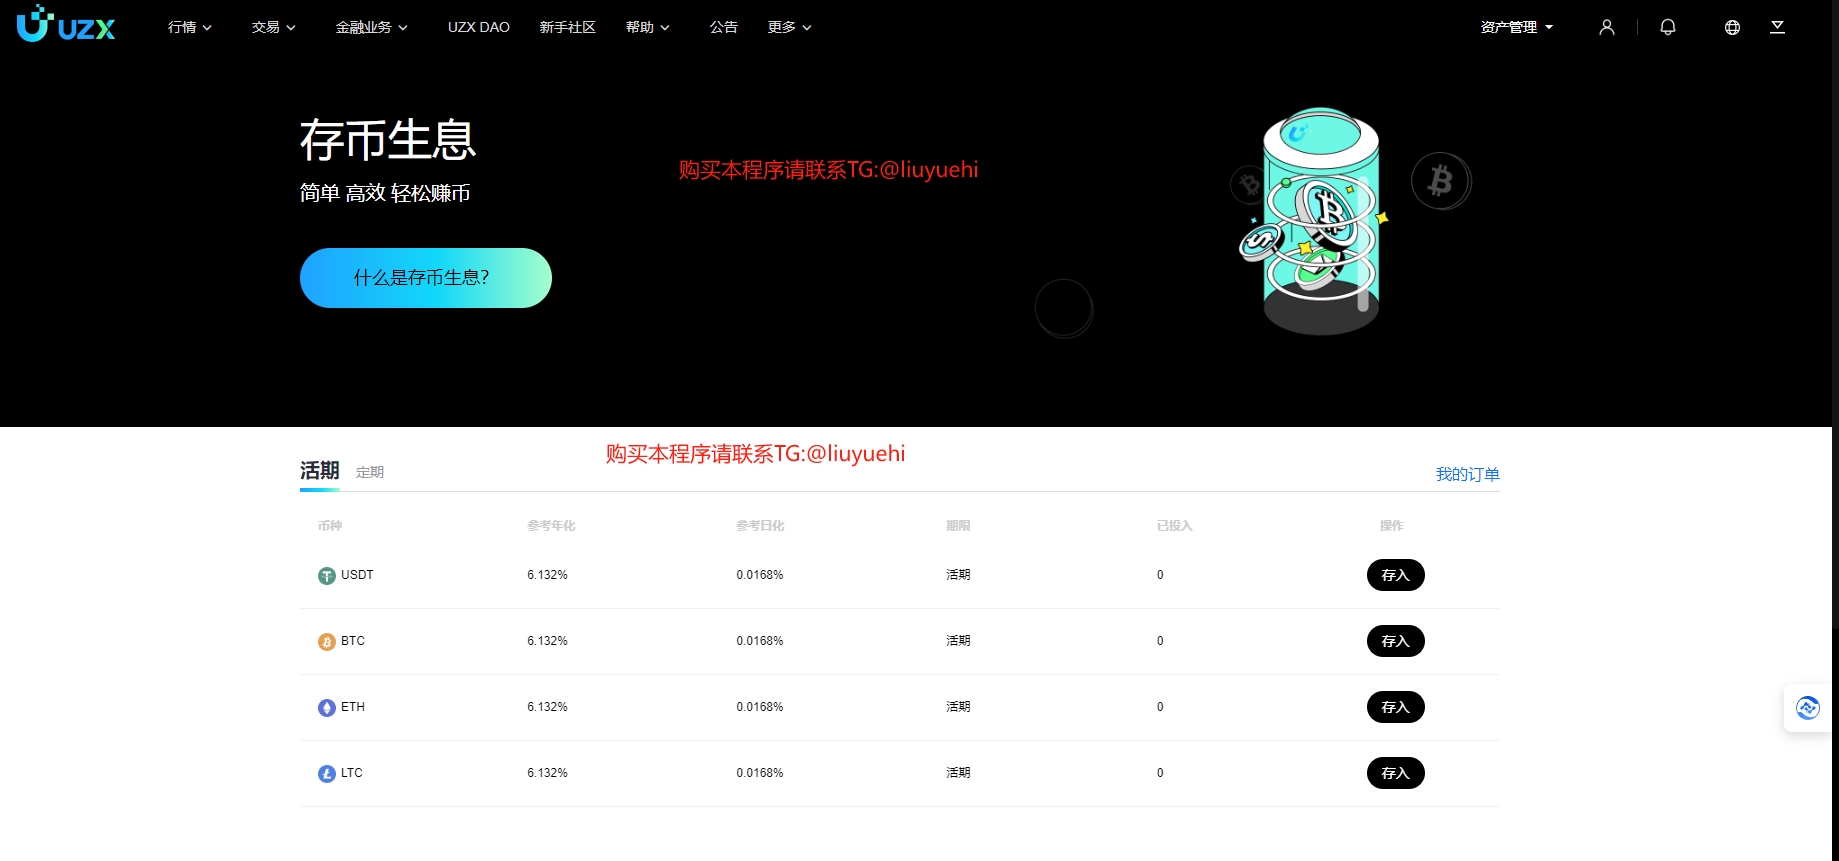 UZX 行情 交易 金融业务 UZX DAO 新手社区 帮助 公告 更多 资产管理
存币生息
购买本程序请联系TG:@liuyuehi
简单 高效 轻松赚币
什么是存币生息?
购买本程序请联系TG:@liuyuehi
活期 定期 我的订单
币种 参考年化 参考日化 期限 已投入 操作
USDT 6.132% 0.0168% 活期 0 存入
BTC 6.132% 0.0168% 活期 0 存入
ETH 6.132% 0.0168% 活期 0 存入
LTC 6.132% 0.0168% 活期 0 存入